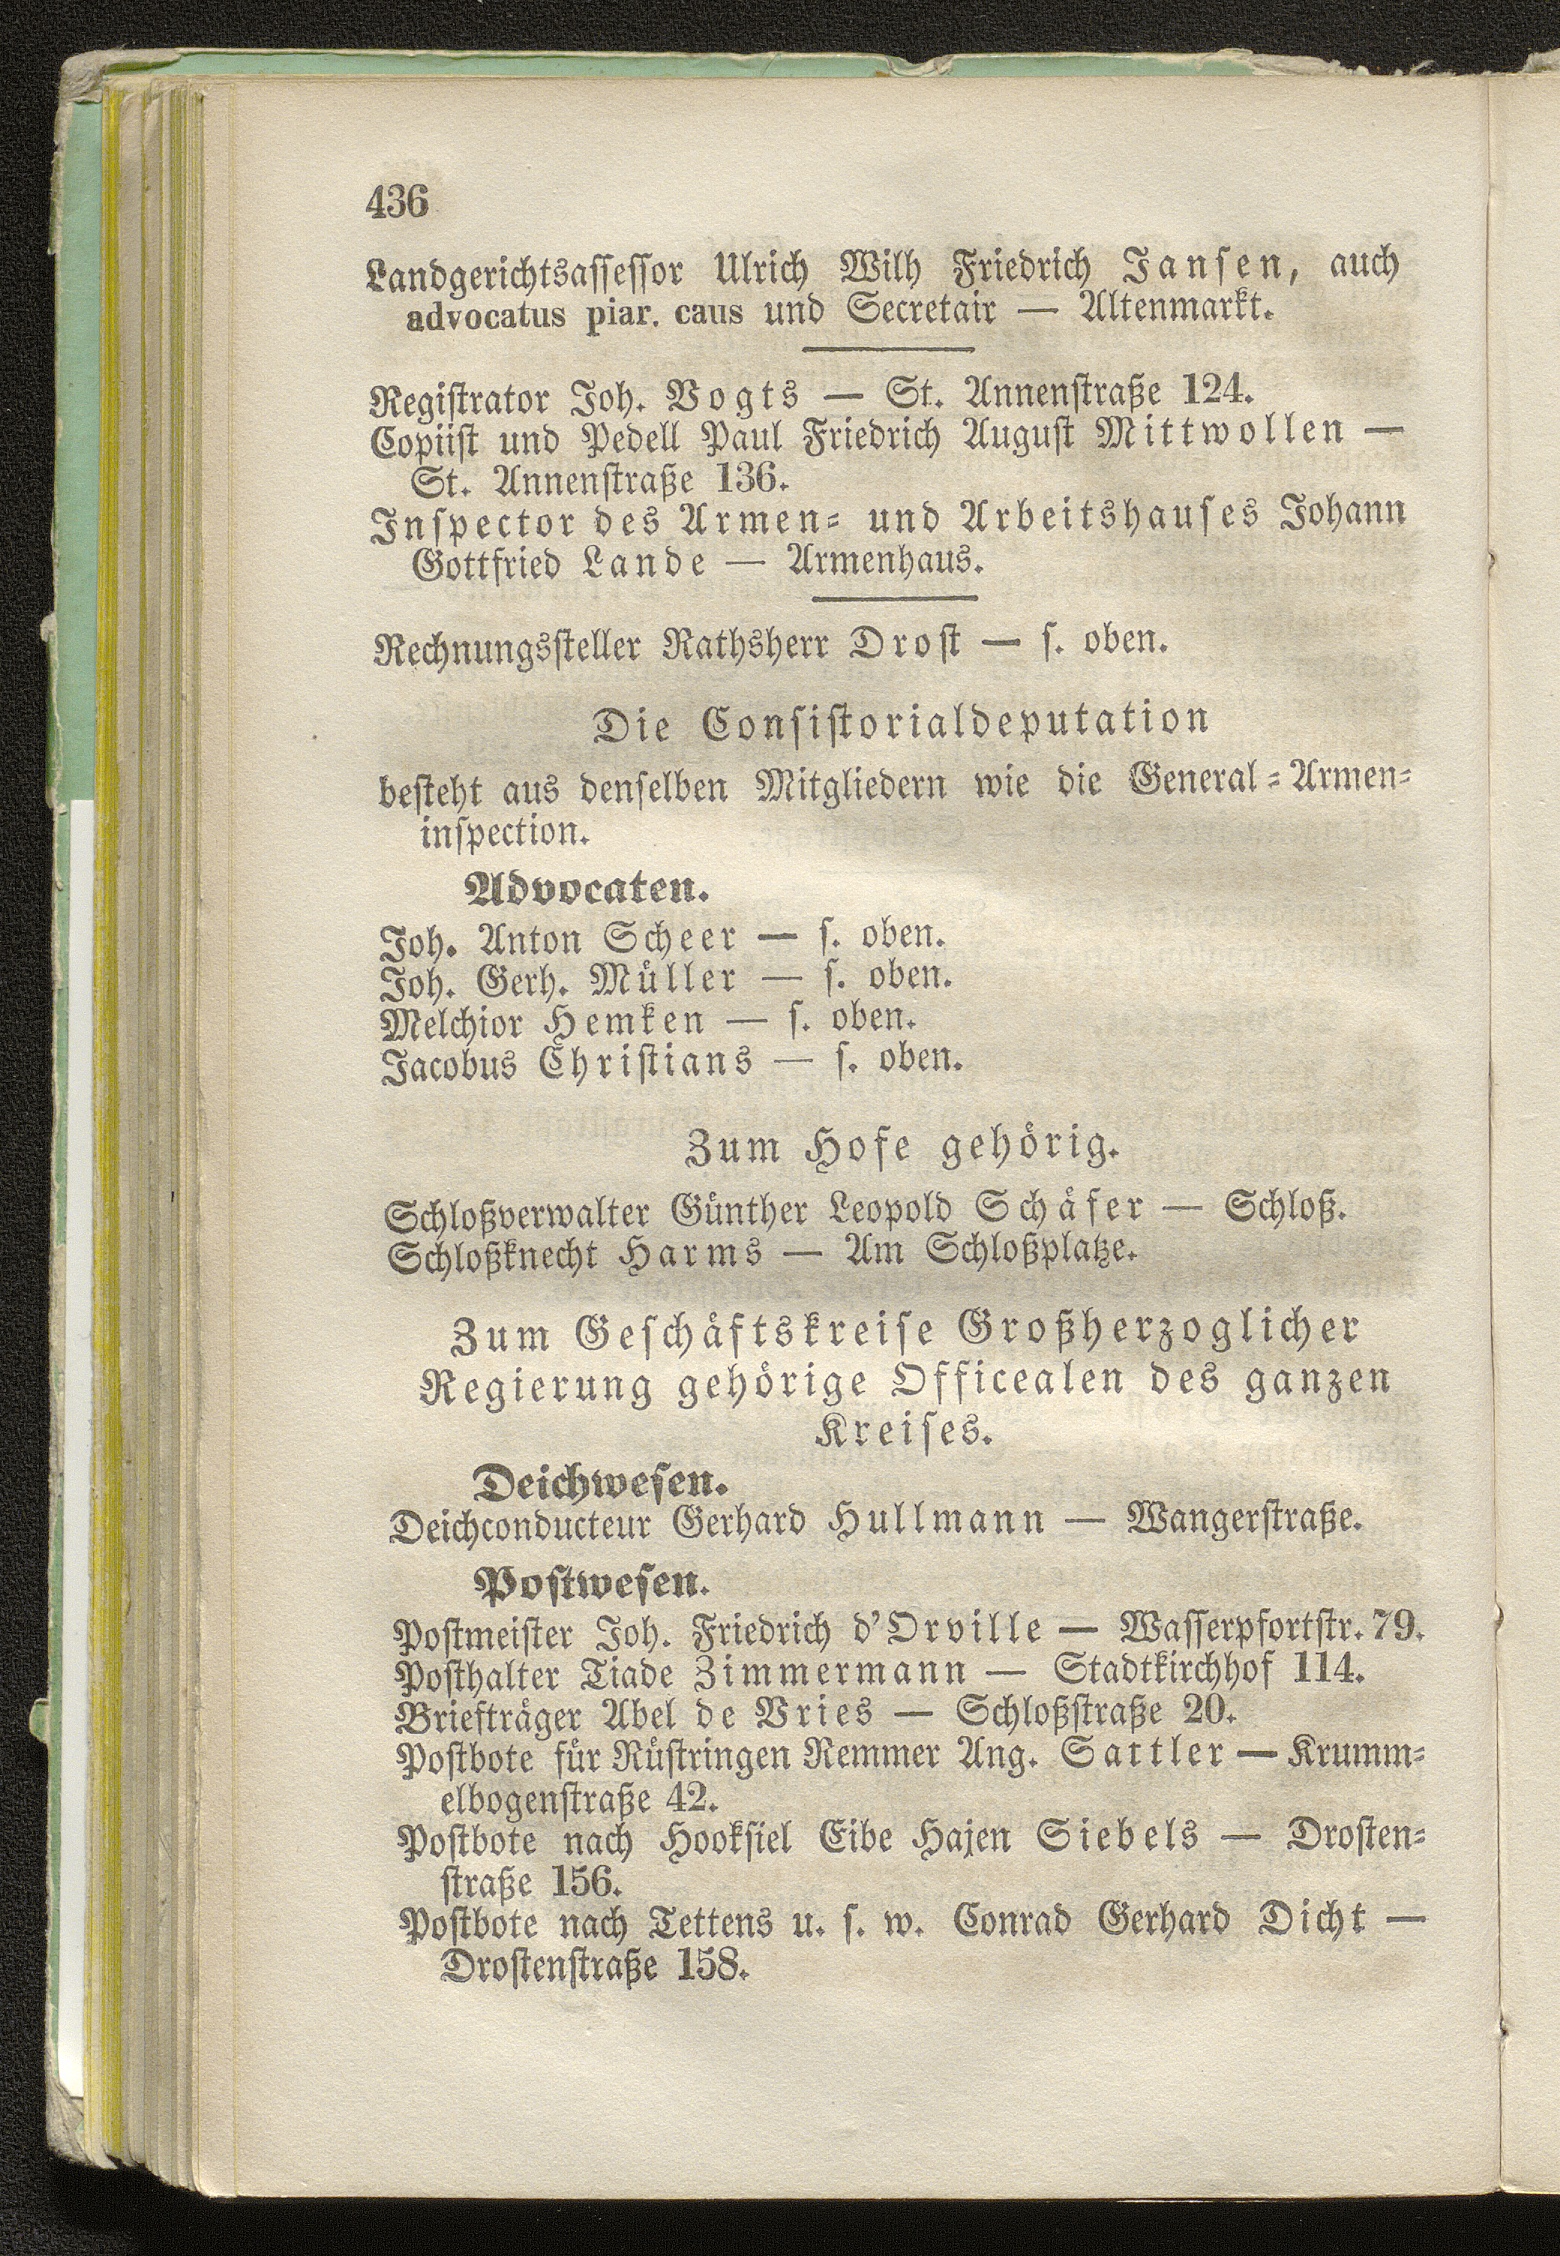 436
Landgerichtsassessor Ulrich Wilh Friedrich Jansen, auch
advocatus piar. caus und Secretair — Altenmarkt.
Registrator Joh. Vogts — St. Annenstraße 124.
Copiist und Pedell Paul Friedrich August Mittwollen —
St. Annenstraße 136.
Inspector des Armen- und Arbeitshauses Johann
Gottfried Lande — Armenhaus.
Rechnungssteller Rathsherr Drost — s. oben.
Die Consistorialdeputation
besteht aus denselben Mitgliedern wie die General-Armen-
inspection.
Advocaten.
Joh. Anton Scheer — s. oben.
Joh. Gerh. Müller — s. oben.
Melchior Hemken — s. oben.
Jacobus Christians — s. oben.
Zum Hofe gehörig.
Schloßverwalter Günther Leopold Schäfer — Schloß.
Schloßknecht Harms — Am Schloßplatze.
Zum Geschäftskreise Großherzoglicher
Regierung gehörige Officealen des ganzen
Kreises.
Deichwesen.
Deichconducteur Gerhard Hullmann — Wangerstraße.
Postwesen.
Postmeister Joh. Friedrich d'Orville — Wasserpfortstr. 79.
Posthalter Tiade Zimmermann — Stadtkirchhof 114.
Briefträger Abel de Vries — Schloßstraße 20.
Postbote für Rüstringen Remmer Ang. Sattler — Krumm-
elbogenstraße 42.
Postbote nach Hooksiel Eibe Hajen Siebels — Drosten-
straße 156.
Postbote nach Tettens u. s. w. Conrad Gerhard Dicht —
Drostenstraße 158.